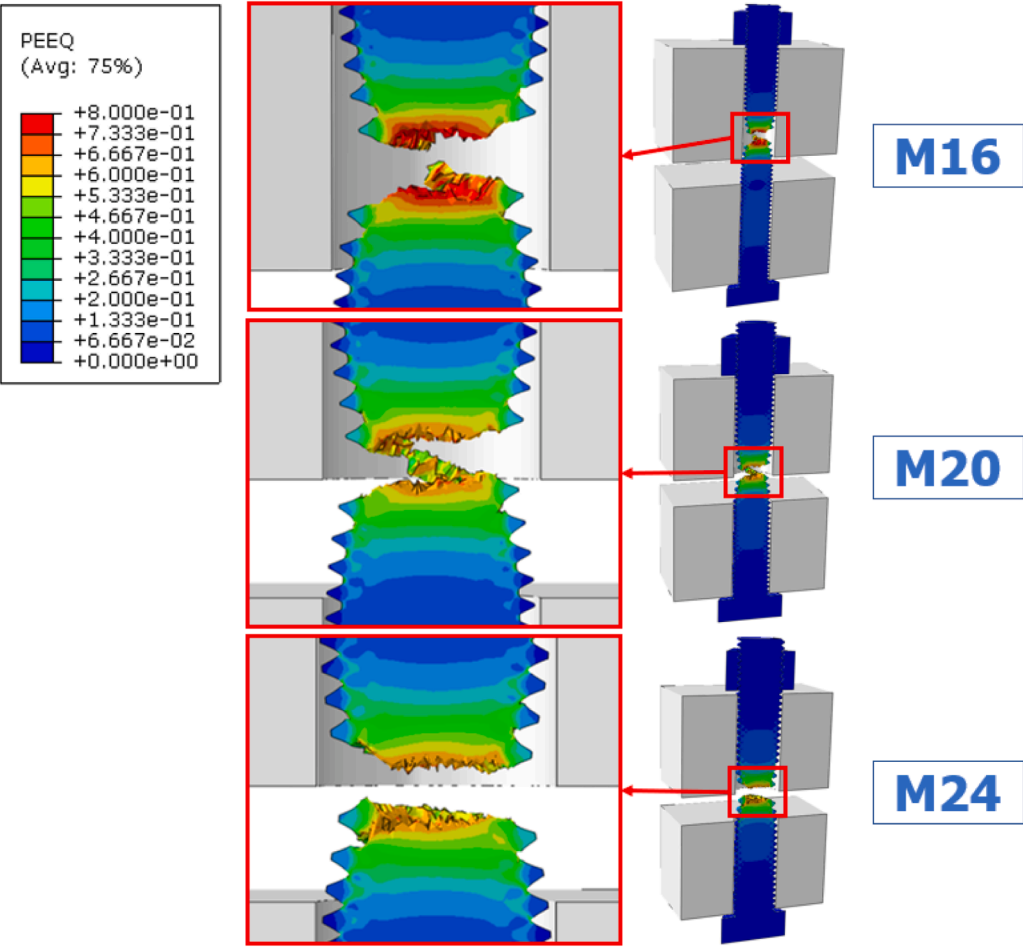 PEEQ
(Avg: 75%)
+8.000e-01
+7.333e-01
+6.667e-01
+6.000e-01
+5.333e-01
+4.667e-01
+4.000e-01
+3.333e-01
+2.667e-01
+2.000e-01
+1.333e-01
+6.667e-02
+0.000e+00
M16
M20
M24